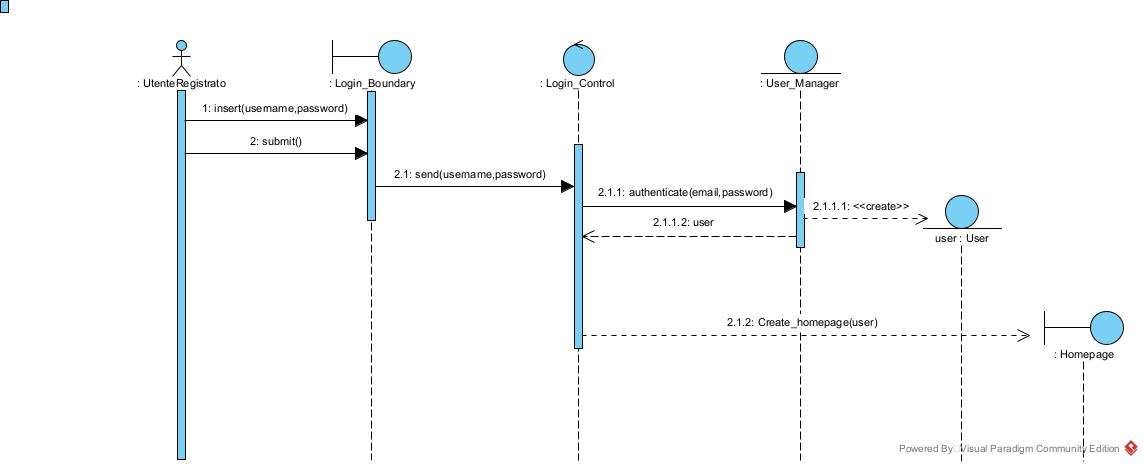 : UtenteRegistrato
: Login_Boundary
: Login_Control
: User_Manager
1: insert(username,password)
2: submit()
2.1: send(username,password)
2.1.1: authenticate(email,password)
2.1.1.1: <<create>>
2.1.1.2: user
user : User
2.1.2: Create_homepage(user)
: Homepage
Powered By Visual Paradigm Community Edition